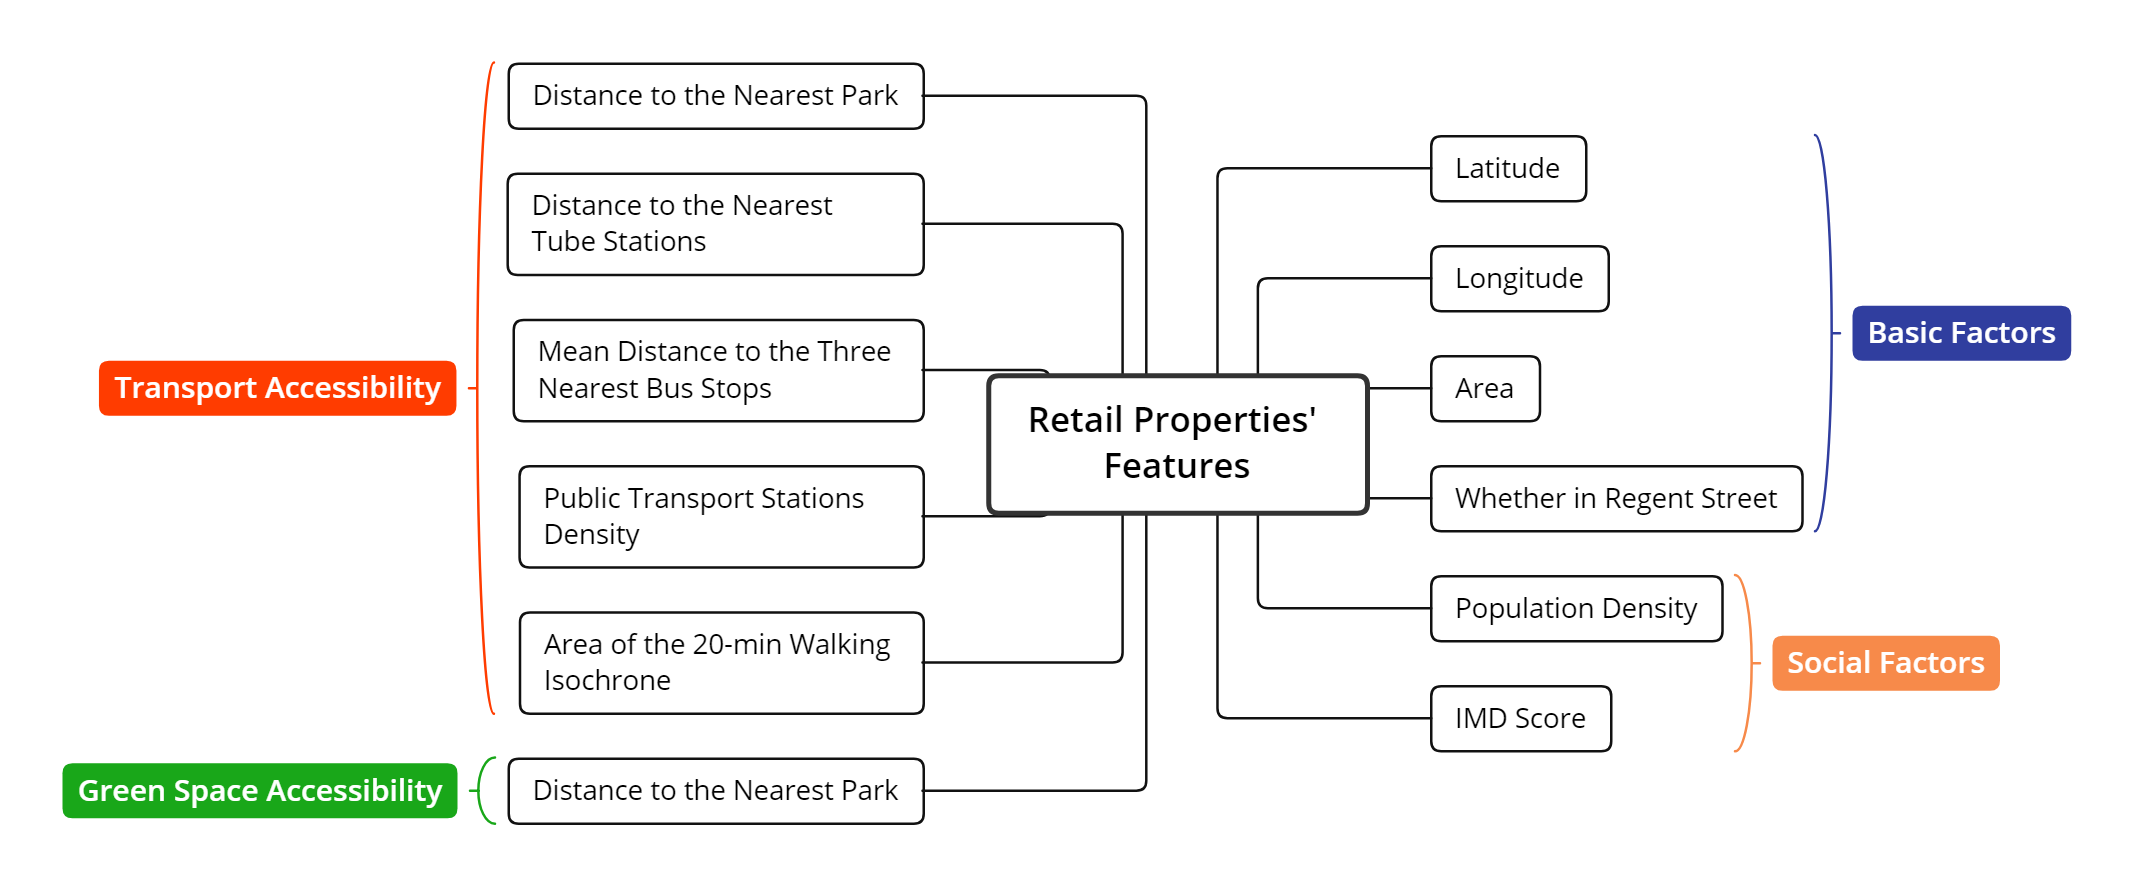 Distance to the Nearest Park
Distance to the Nearest
Tube Stations
Mean Distance to the Three
Nearest Bus Stops
Transport Accessibility
Public Transport Stations
Density
Area of the 20-min Walking
Isochrone
Green Space Accessibility
Distance to the Nearest Park
Retail Properties'
Features
Latitude
Longitude
Area
Whether in Regent Street
Basic Factors
Population Density
IMD Score
Social Factors